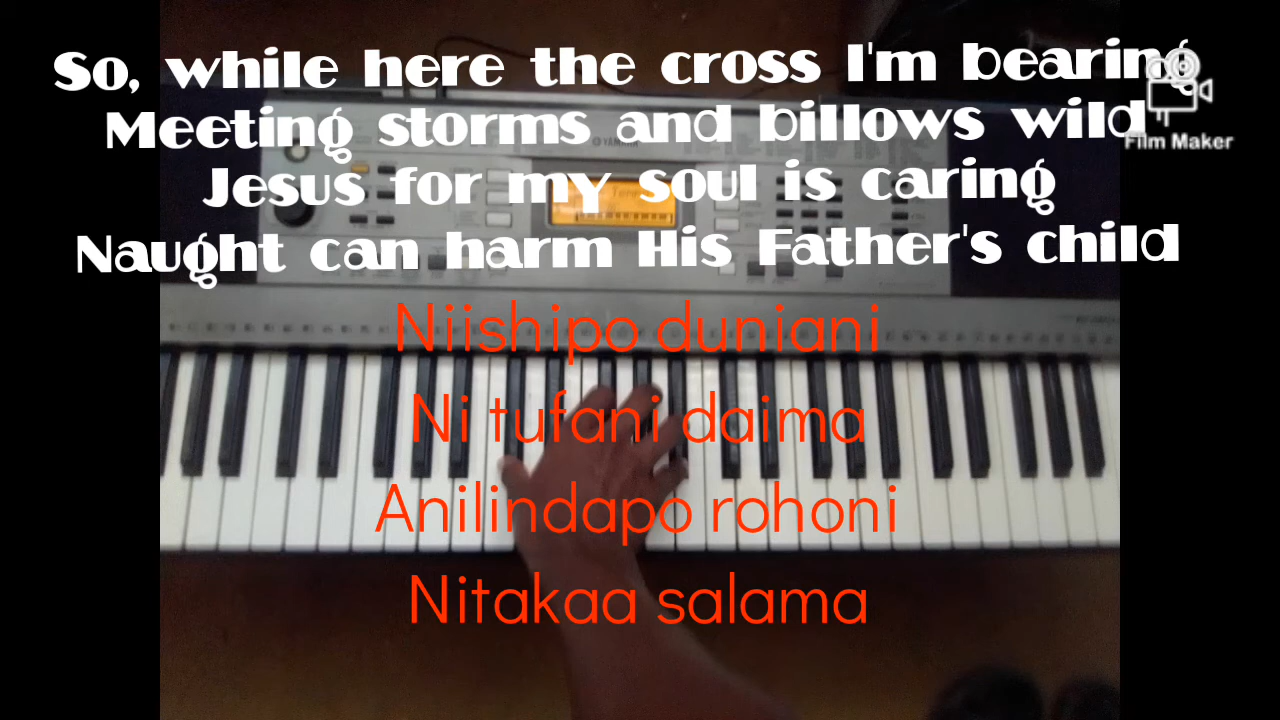 So, while here the cross I'm bearing
Film Maker
Meeting storms and billows wild
YAMAHA
Jesus for my soul is caring
Naught can harm His Father's child
Niishipo duniani
Ni tufani daima
Anilindapo rohoni
Nitakaa salama